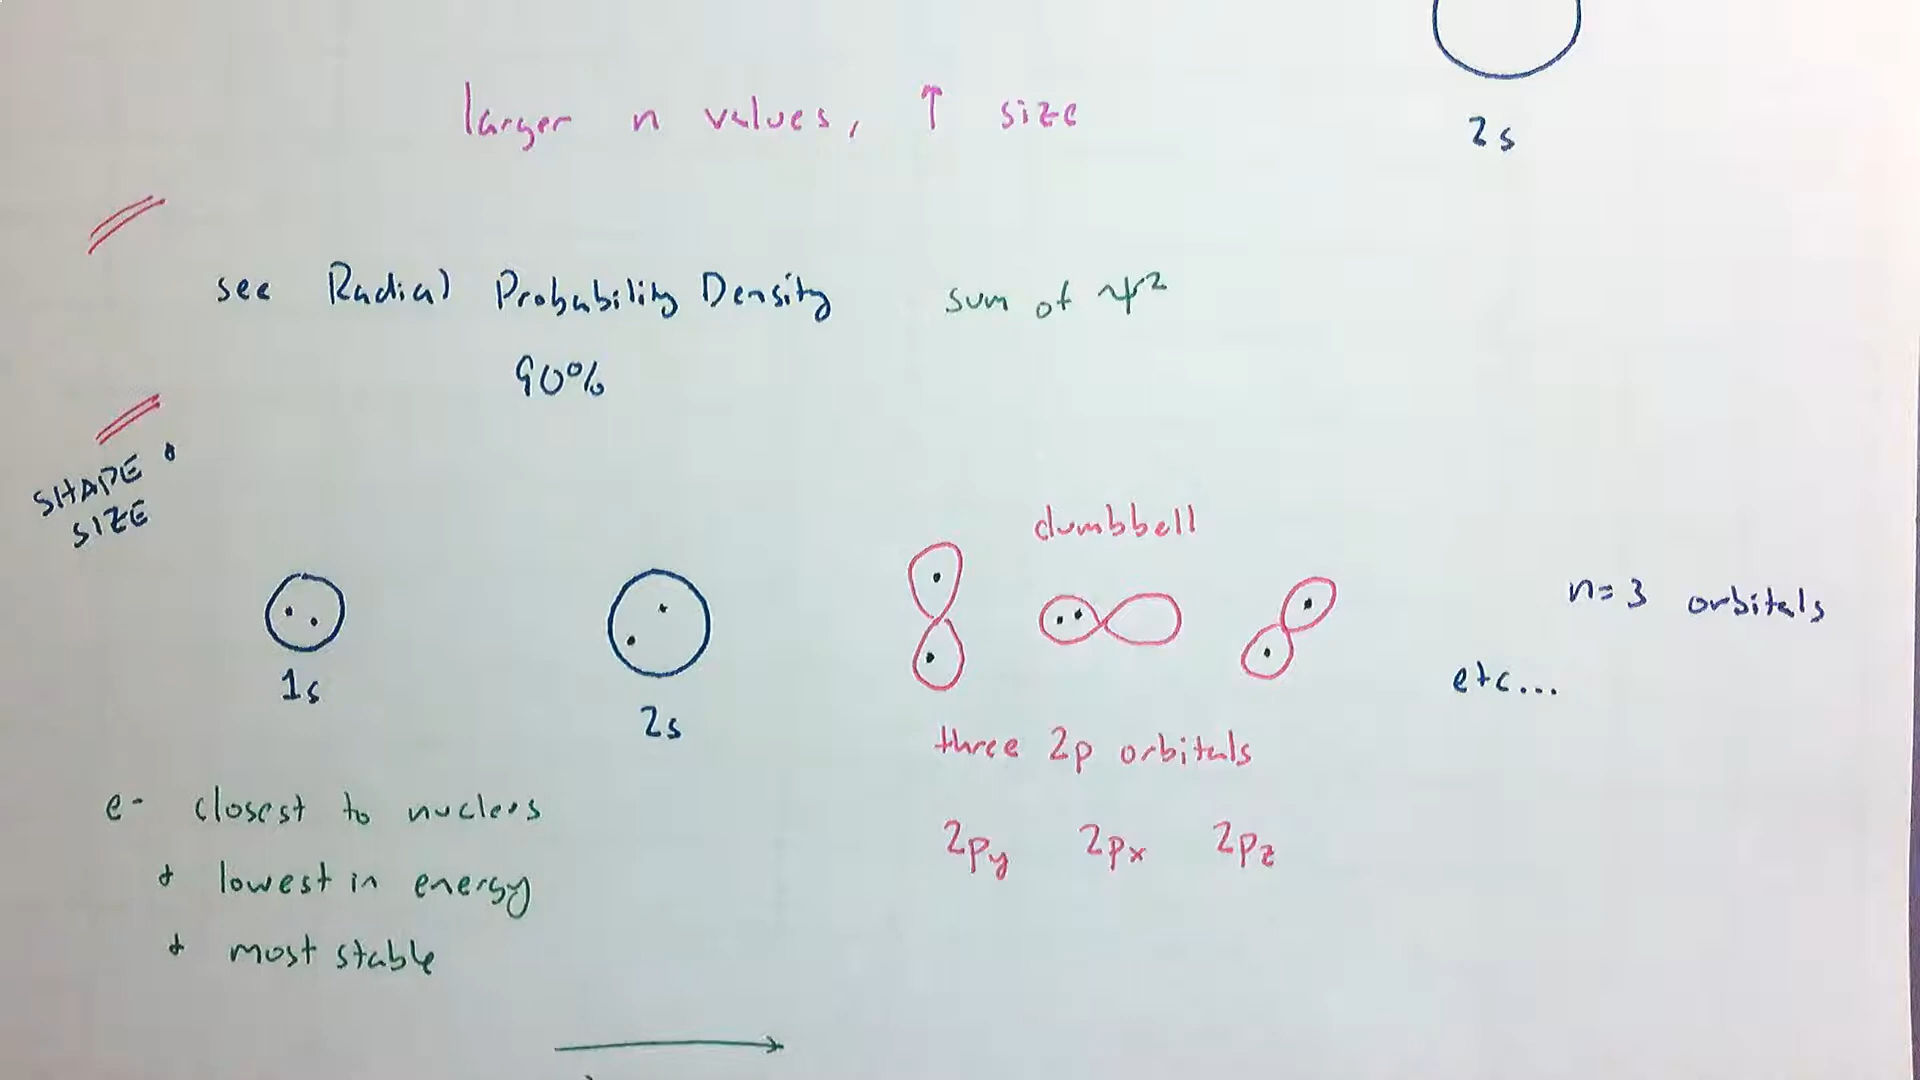 larger n values, ↑ size
2s
see Radial Probability Density sum of ψ²
90%
SHAPE
SIZE
dumbbell
n=3 orbitals
etc...
1s
2s
three 2p orbitals
2py 2px 2pz
e- closest to nucleus
+ lowest in energy
+ most stable